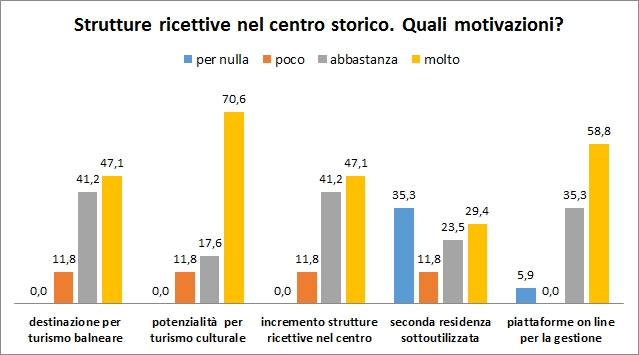 Strutture ricettive nel centro storico. Quali motivazioni?
per nulla poco abbastanza molto
0,0 11,8 41,2 47,1
0,0 11,8 17,6 70,6
0,0 11,8 41,2 47,1
35,3 11,8 23,5 29,4
5,9 0,0 35,3 58,8
destinazione per
turismo balneare
potenzialità per
turismo culturale
incremento strutture
ricettive nel centro
seconda residenza
sottoutilizzata
piattaforme on line
per la gestione